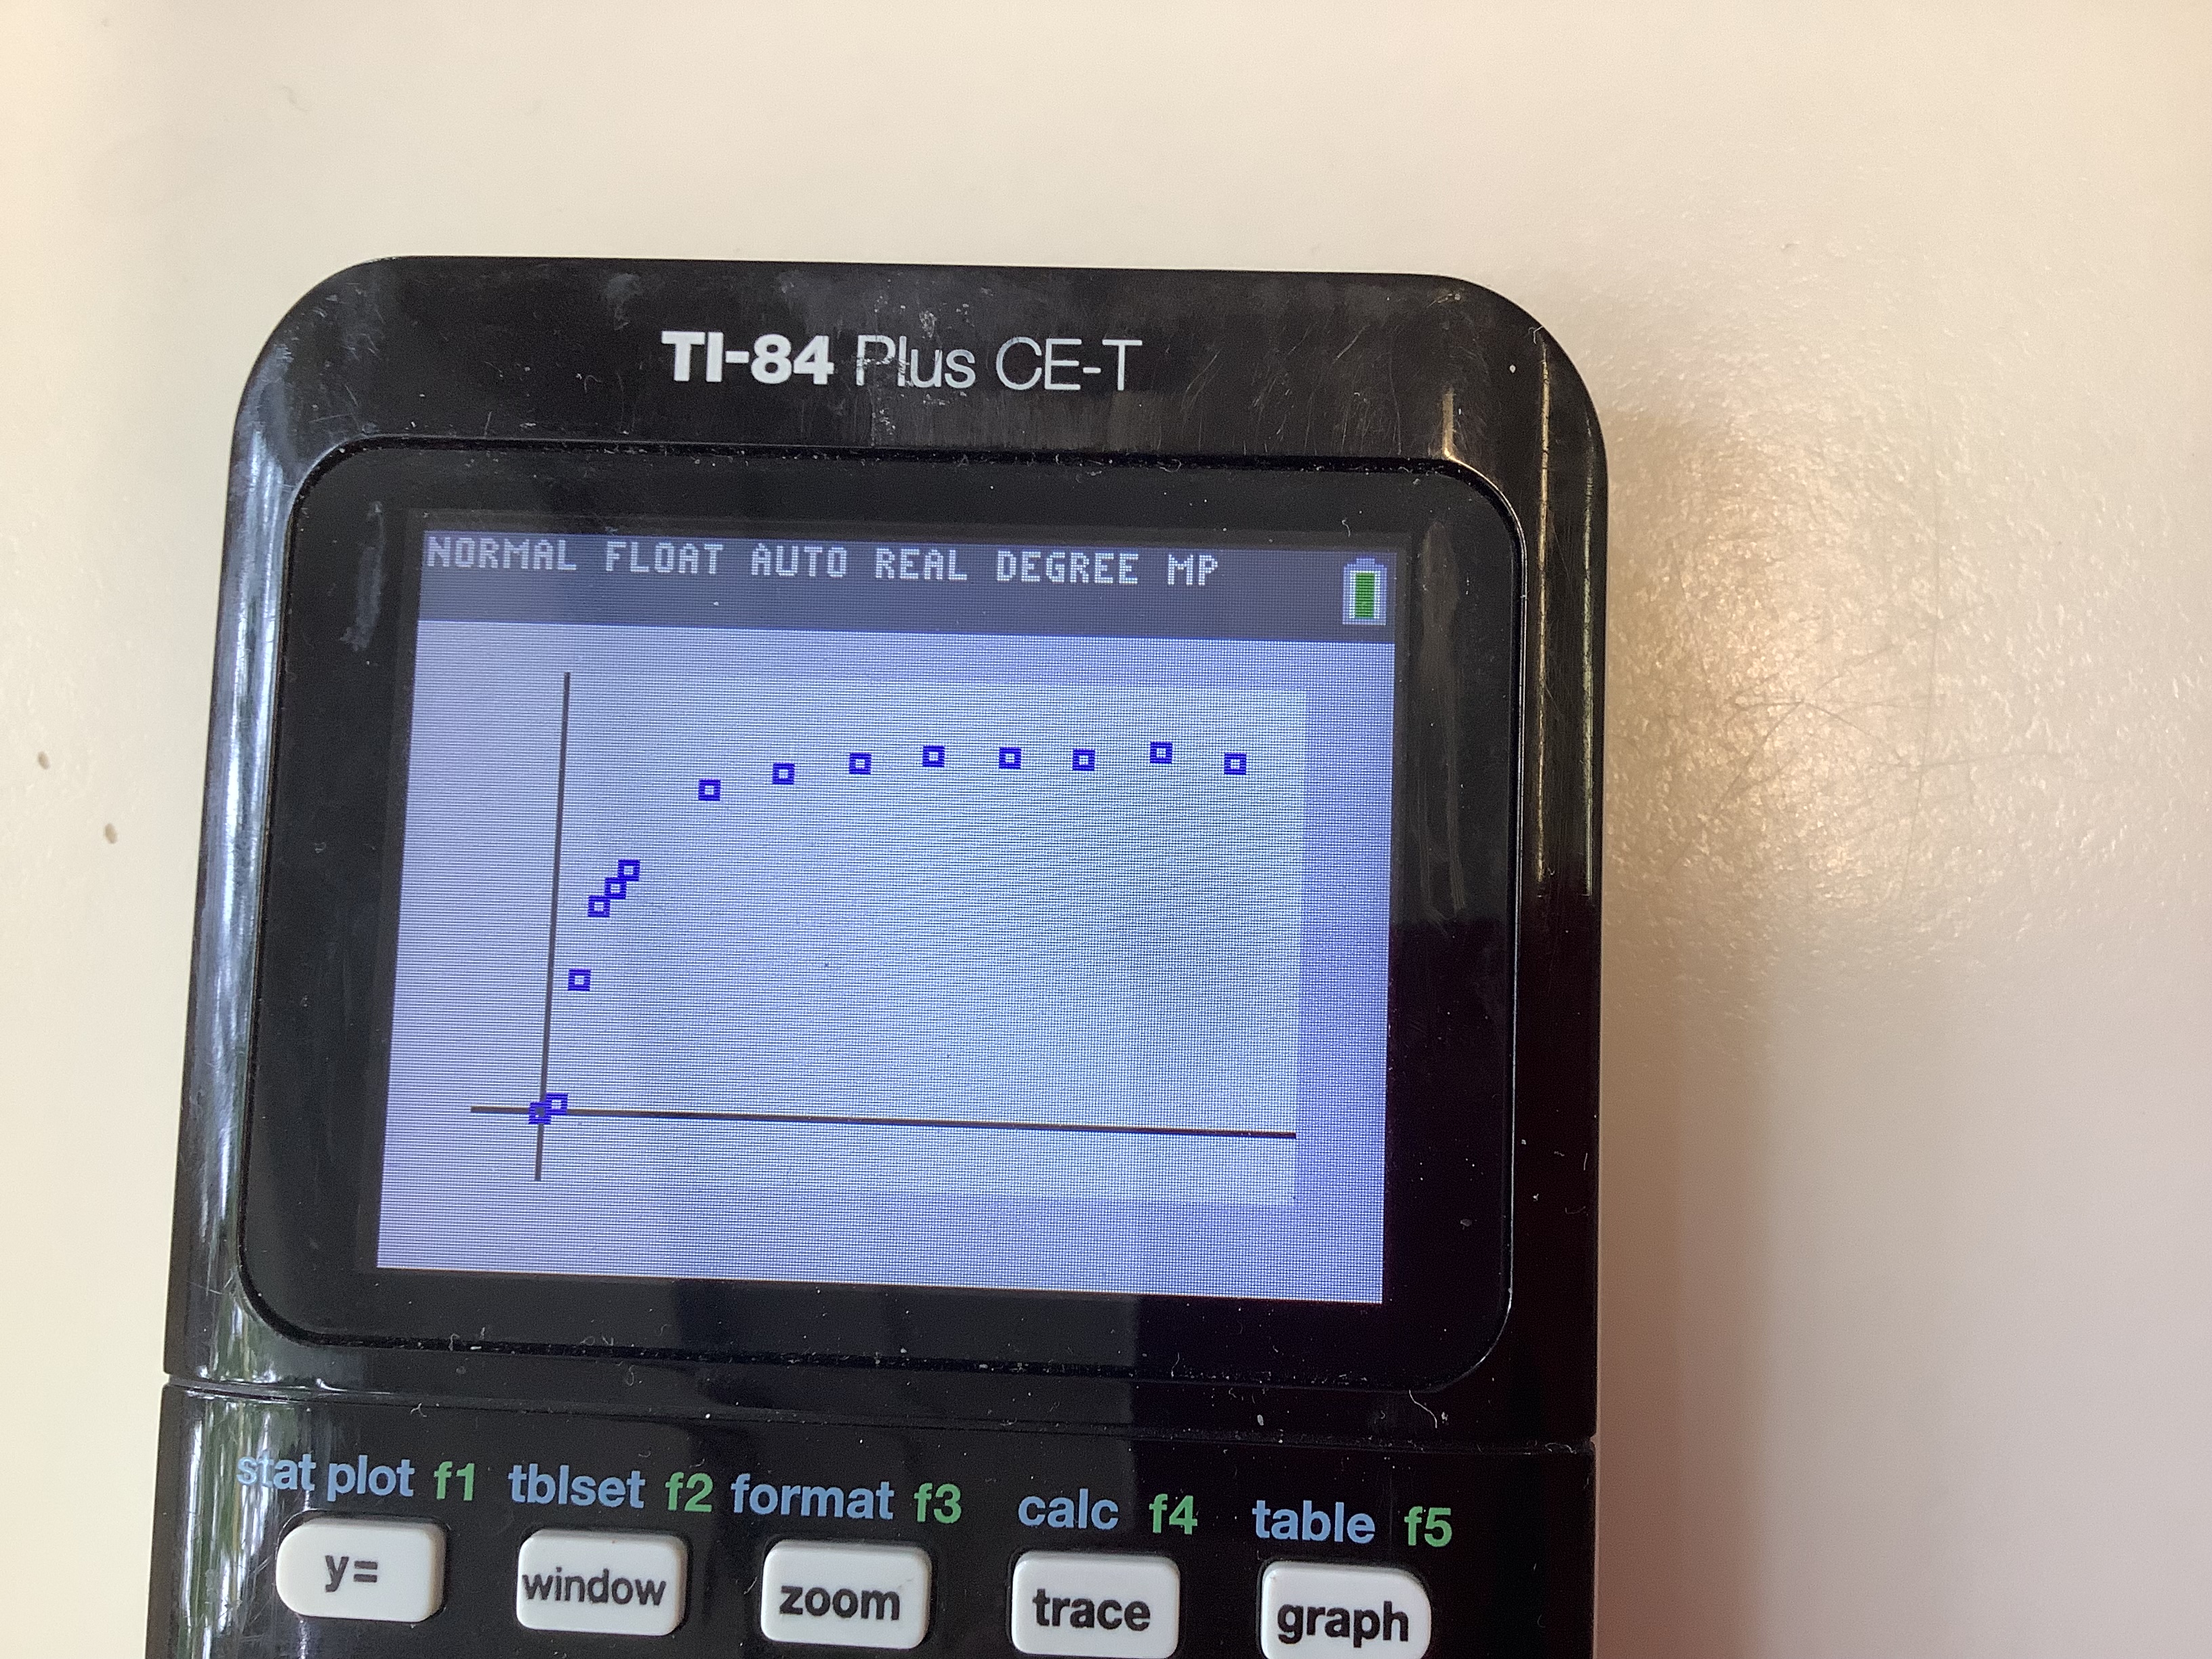 TI-84 Plus CE-T
NORMAL FLOAT AUTO REAL DEGREE MP
stat plot f1 tblset f2 format f3 calc f4 table f5
y= window zoom trace graph